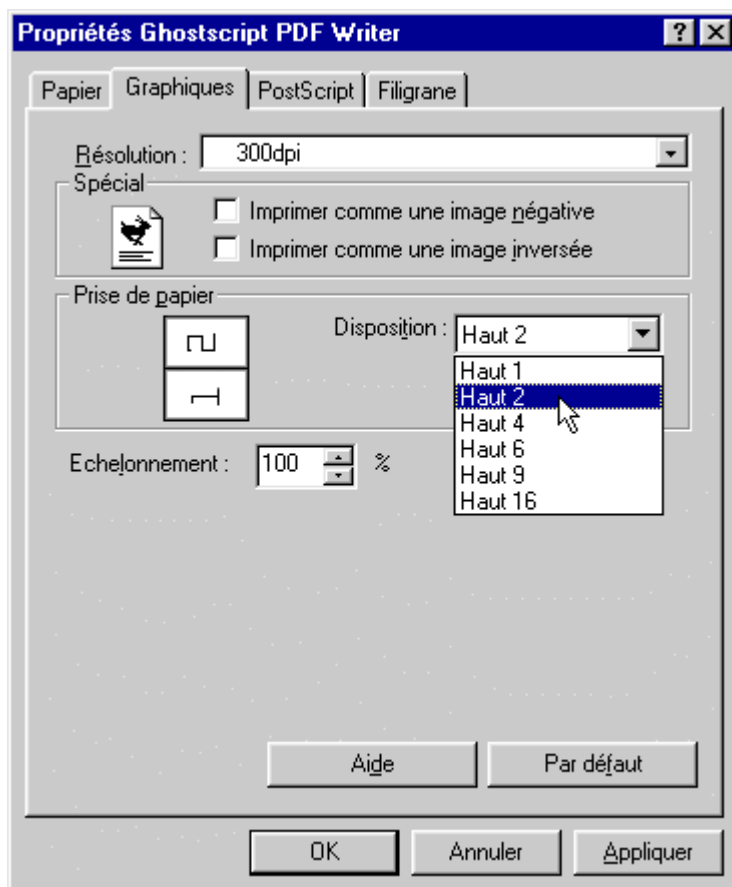 Propriétés Ghostscript PDF Writer
Papier Graphiques PostScript Filigrane
Résolution : 300dpi
Spécial
Imprimer comme une image négative
Imprimer comme une image inversée
Prise de papier
Disposition : Haut 2
Haut 1
Haut 2
Haut 4
Haut 6
Haut 9
Haut 16
Echelonnement : 100 %
Aide Par défaut
OK Annuler Appliquer